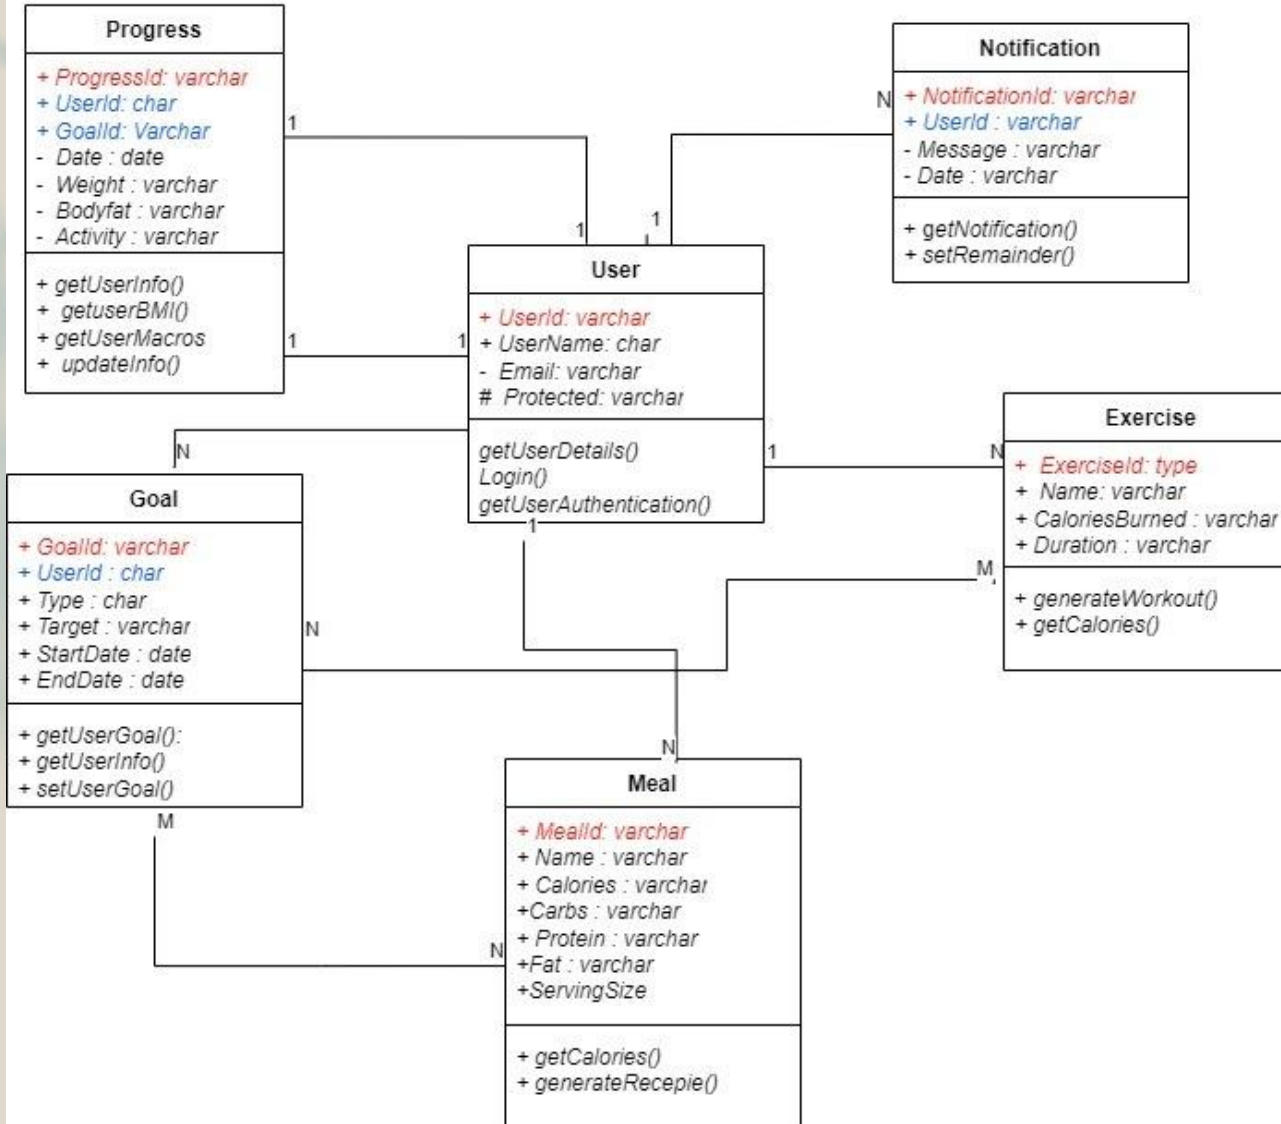 Progress
+ ProgressId: varchar
+ UserId: char
+ GoalId: Varchar
- Date : date
- Weight : varchar
- Bodyfat : varchar
- Activity : varchar
+ getUserInfo()
+ getuserBMI()
+ getUserMacros
+ updateInfo()
1
1
1
1
Notification
N
+ NotificationId: varchar
+ UserId : varchar
- Message : varchar
- Date : varchar
+ getNotification()
+ setRemainder()
1
User
+ UserId: varchar
+ UserName: char
- Email: varchar
# Protected: varchar
getUserDetails()
Login()
getUserAuthentication()
1
1
N
Exercise
+ ExerciseId: type
+ Name: varchar
+ CaloriesBurned : varchar
+ Duration : varchar
M
+ generateWorkout()
+ getCalories()
N
Goal
+ GoalId: varchar
+ UserId : char
+ Type : char
+ Target : varchar
+ StartDate : date
+ EndDate : date
N
+ getUserGoal():
+ getUserInfo()
+ setUserGoal()
M
N
N
Meal
+ MealId: varchar
+ Name : varchar
+ Calories : varchar
+Carbs : varchar
+ Protein : varchar
+Fat : varchar
+ServingSize
+ getCalories()
+ generateRecepie()